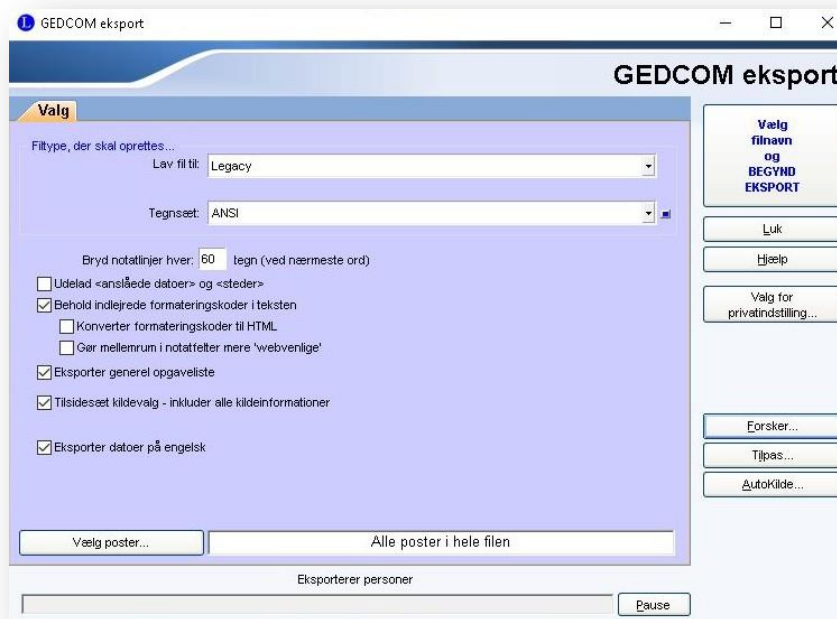 GEDCOM eksport
GEDCOM eksport
Valg
Filtype, der skal oprettes...
Lav fil til: Legacy
Tegnsæt: ANSI
Bryd notatlinjer hver: 60 tegn (ved nærmeste ord)
Udelad <anslåede datoer> og <steder>
Behold indlejrede formateringskoder i teksten
Konverter formateringskoder til HTML
Gør mellemrum i notatfelter mere 'webvenlige'
Eksporter generel opgaveliste
Tilsidesæt kildevalg - inkluder alle kildeinformationer
Eksporter datoer på engelsk
Vælg poster... Alle poster i hele filen
Eksporterer personer
Pause
Vælg
filnavn
og
BEGYND
EKSPORT
Luk
Hjælp
Valg for
privatindstilling...
Forsker...
Tilpas...
AutoKilde...